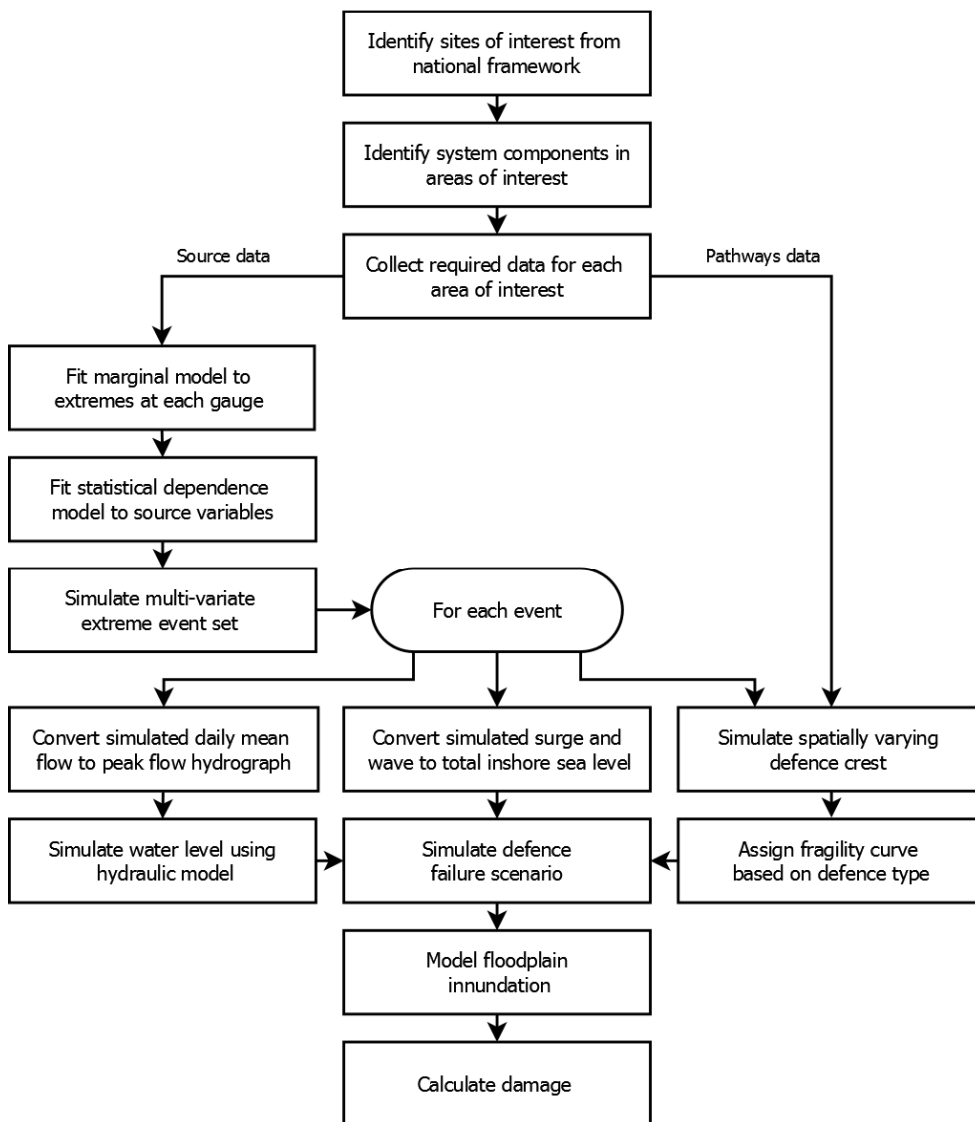 Identify sites of interest from
national framework
Identify system components in
areas of interest
Source data
Pathways data
Collect required data for each
area of interest
Fit marginal model to
extremes at each gauge
Fit statistical dependence
model to source variables
Simulate multi-variate
extreme event set
For each event
Convert simulated daily mean
flow to peak flow hydrograph
Convert simulated surge and
wave to total inshore sea level
Simulate spatially varying
defence crest
Simulate water level using
hydraulic model
Simulate defence
failure scenario
Assign fragility curve
based on defence type
Model floodplain
innundation
Calculate damage